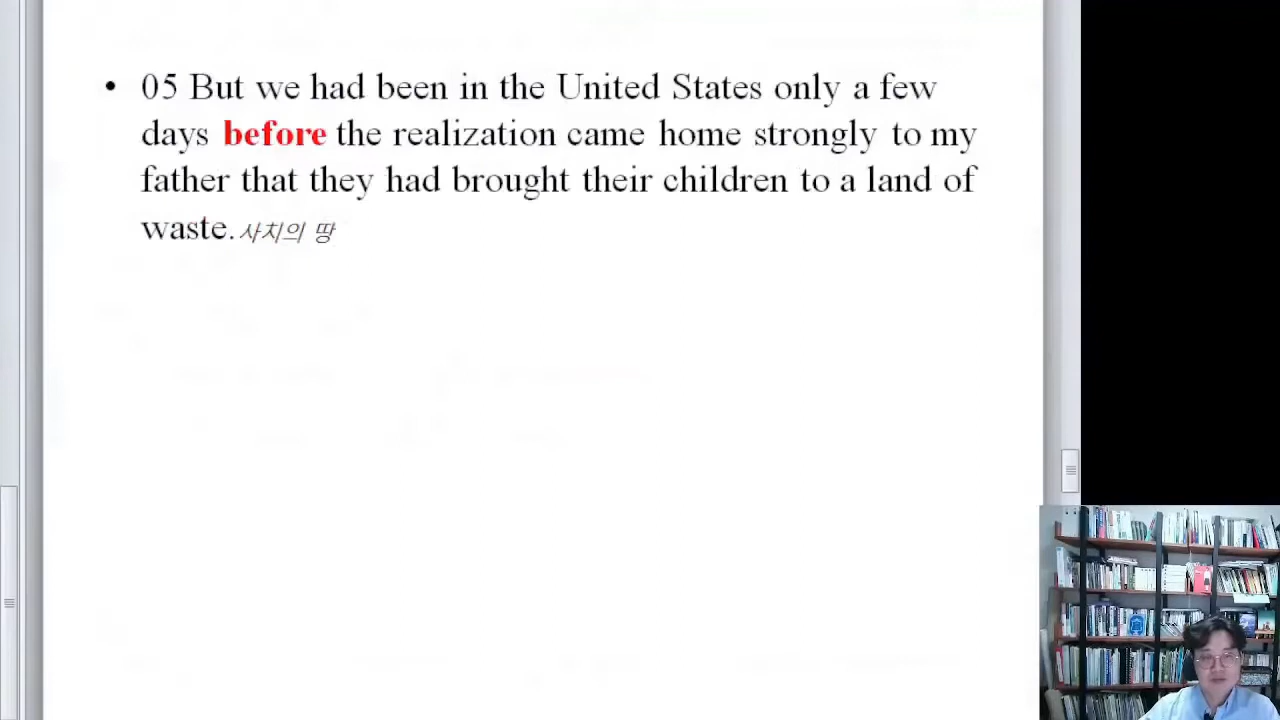 • 05 But we had been in the United States only a few
days before the realization came home strongly to my
father that they had brought their children to a land of
waste.사치의 땅